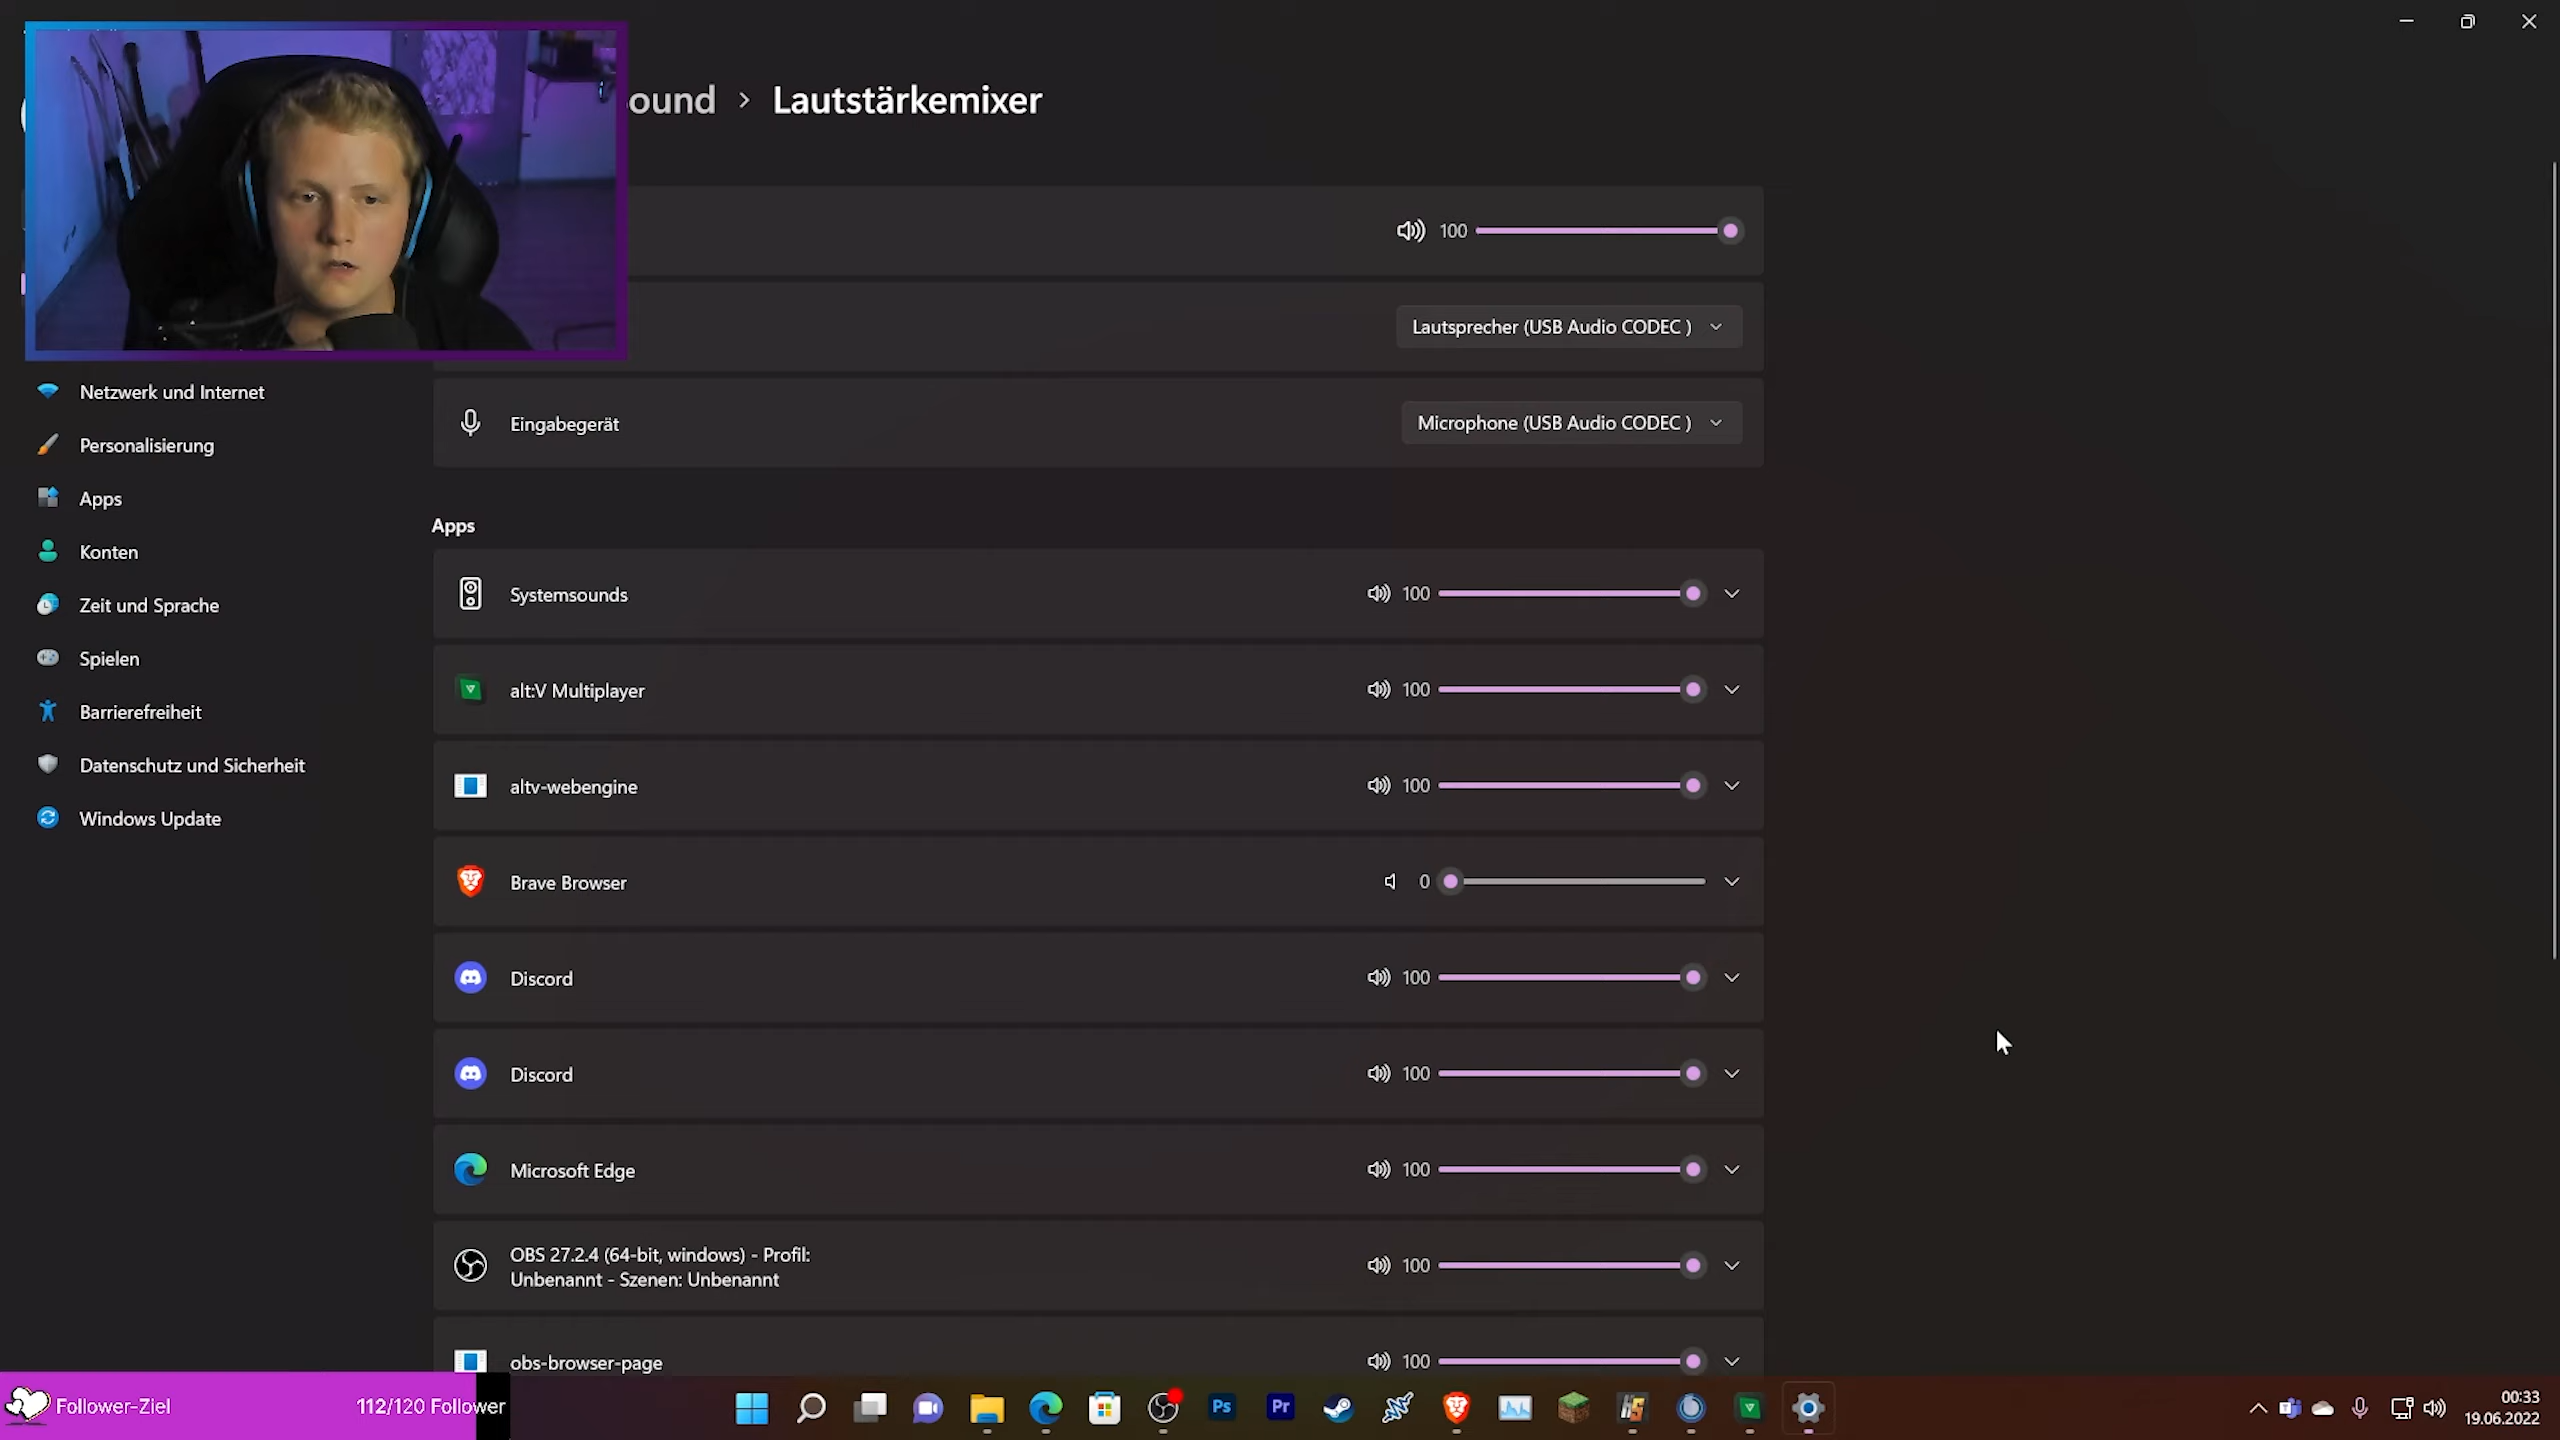 ound > Lautstärkemixer
100
Lautsprecher (USB Audio CODEC )
Netzwerk und Internet
Personalisierung
Apps
Konten
Zeit und Sprache
Spielen
Barrierefreiheit
Datenschutz und Sicherheit
Windows Update
Eingabegerät
Microphone (USB Audio CODEC )
Apps
Systemsounds 100
alt:V Multiplayer 100
altv-webengine 100
Brave Browser 0
Discord 100
Discord 100
Microsoft Edge 100
OBS 27.2.4 (64-bit, windows) - Profil:
Unbenannt - Szenen: Unbenannt
100
obs-browser-page 100
Follower-Ziel 112/120 Follower
Ps
Pr
00:33
19.06.2022